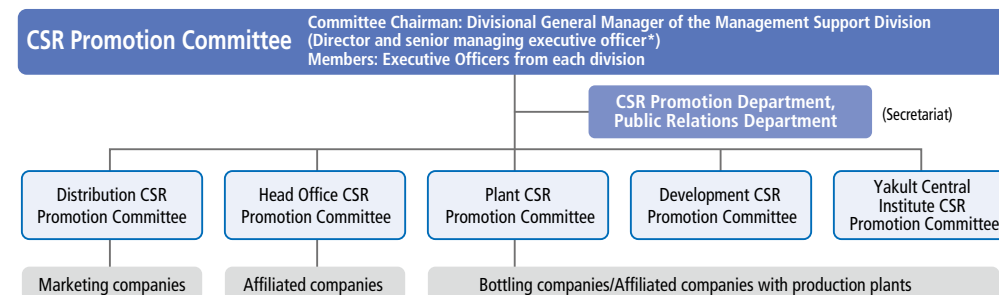 CSR Promotion Committee
Committee Chairman: Divisional General Manager of the Management Support Division
(Director and senior managing executive officer*)
Members: Executive Officers from each division
CSR Promotion Department,
Public Relations Department
(Secretariat)
Distribution CSR
Promotion Committee
Head Office CSR
Promotion Committee
Plant CSR
Promotion Committee
Development CSR
Promotion Committee
Yakult Central
Institute CSR
Promotion Committee
Marketing companies
Affiliated companies
Bottling companies/Affiliated companies with production plants